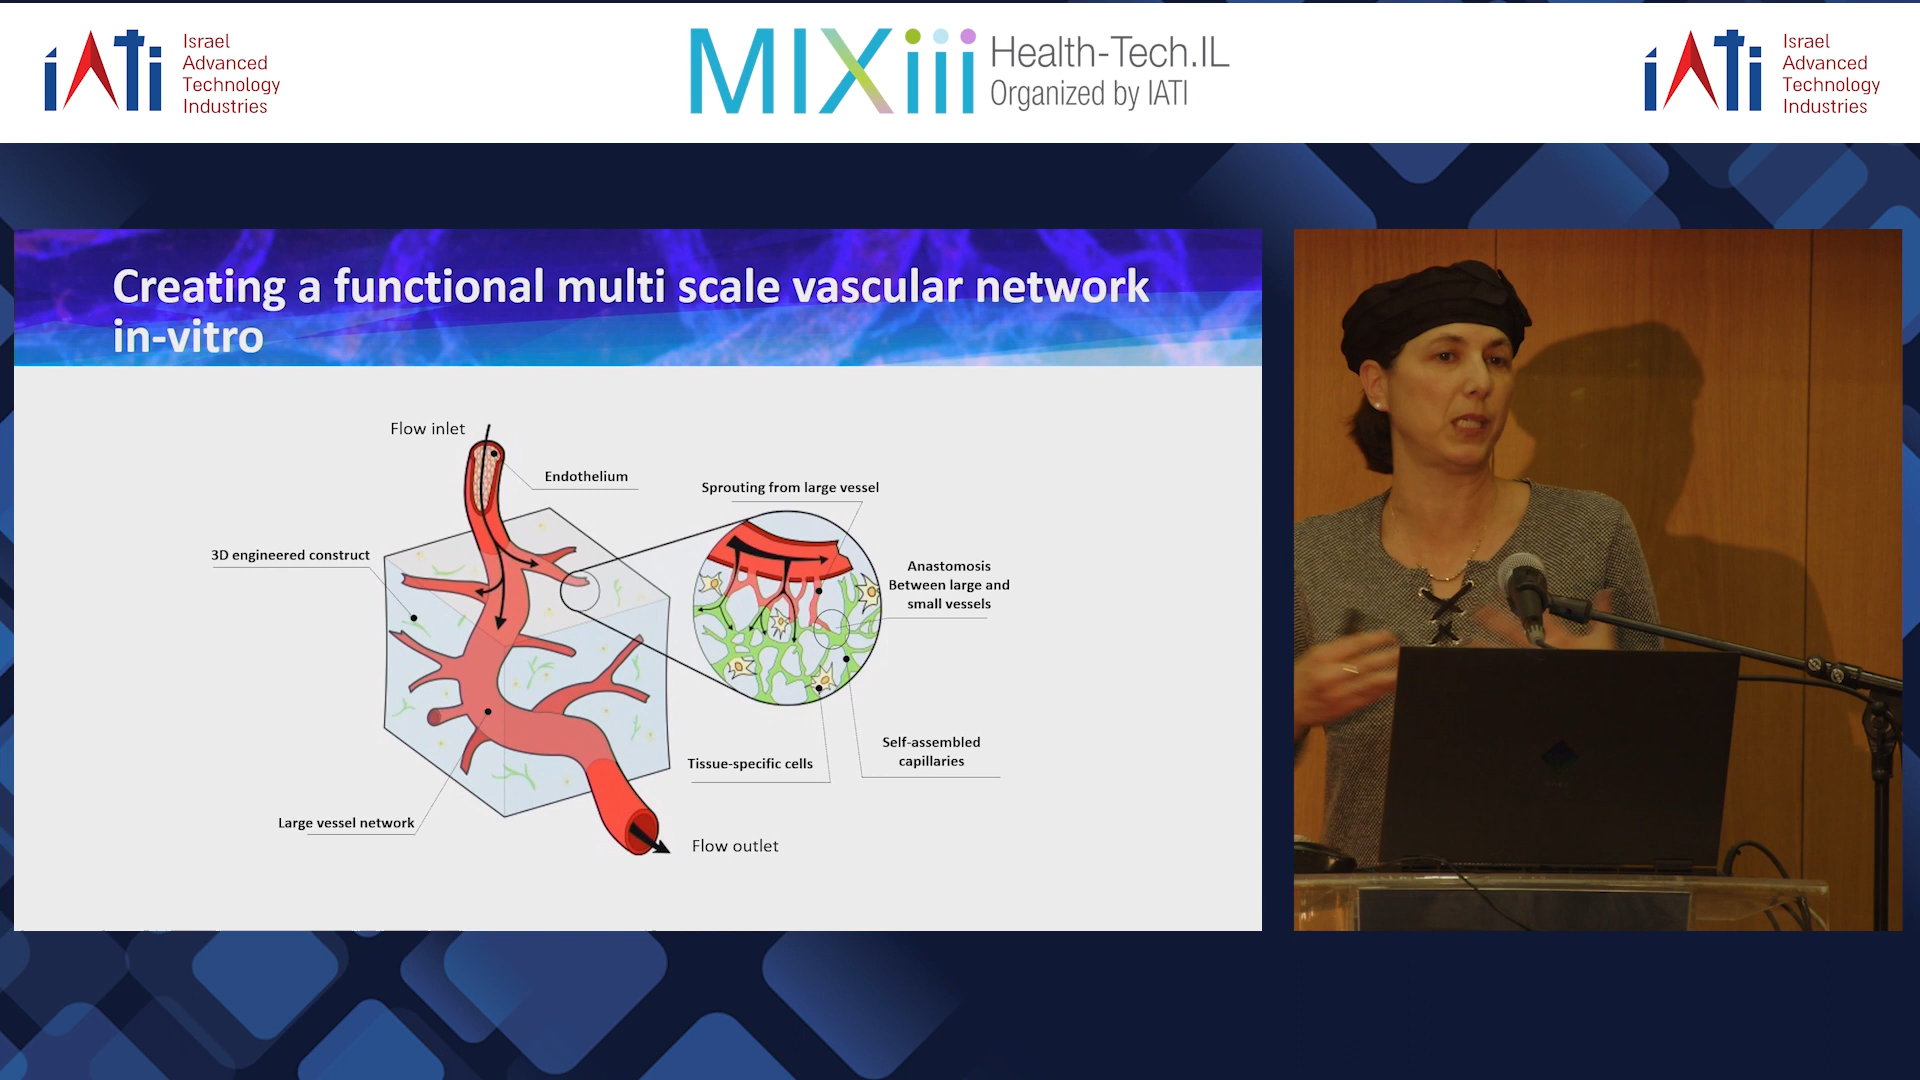 iATi
Israel
Advanced
Technology
Industries
MIXiii
Health-Tech.IL
Organized by IATI
iATi
Israel
Advanced
Technology
Industries
Creating a functional multi scale vascular network
in-vitro
Flow inlet
Endothelium
Sprouting from large vessel
3D engineered construct
Anastomosis
Between large and
small vessels
Self-assembled
capillaries
Tissue-specific cells
Large vessel network
Flow outlet